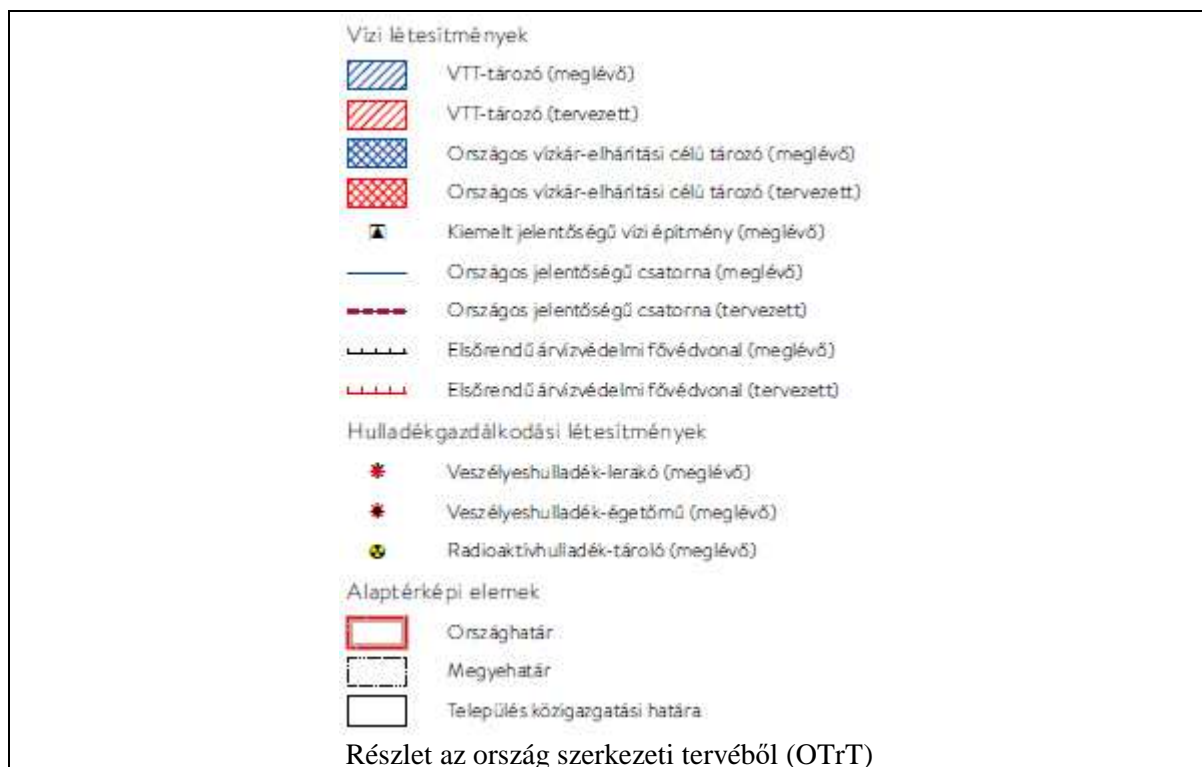 Vízi létesítmények
VTT-tározó (meglévő)
VTT-tározó (tervezett)
Országos vízkár-elhárítási célú tározó (meglévő)
Országos vízkár-elhárítási célú tározó (tervezett)
Kiemelt jelentőségű vízi építmény (meglévő)
Országos jelentőségű csatorna (meglévő)
Országos jelentőségű csatorna (tervezett)
Elsőrendű árvízvédelmi fővédvonal (meglévő)
Elsőrendű árvízvédelmi fővédvonal (tervezett)
Hulladékgazdálkodási létesítmények
Veszélyeshulladék-lerakó (meglévő)
Veszélyeshulladék-égetőmű (meglévő)
Radioaktívhulladék-tároló (meglévő)
Alaptérképi elemek
Országhatár
Megyehatár
Település közigazgatási határa
Részlet az ország szerkezeti tervéből (OTrT)